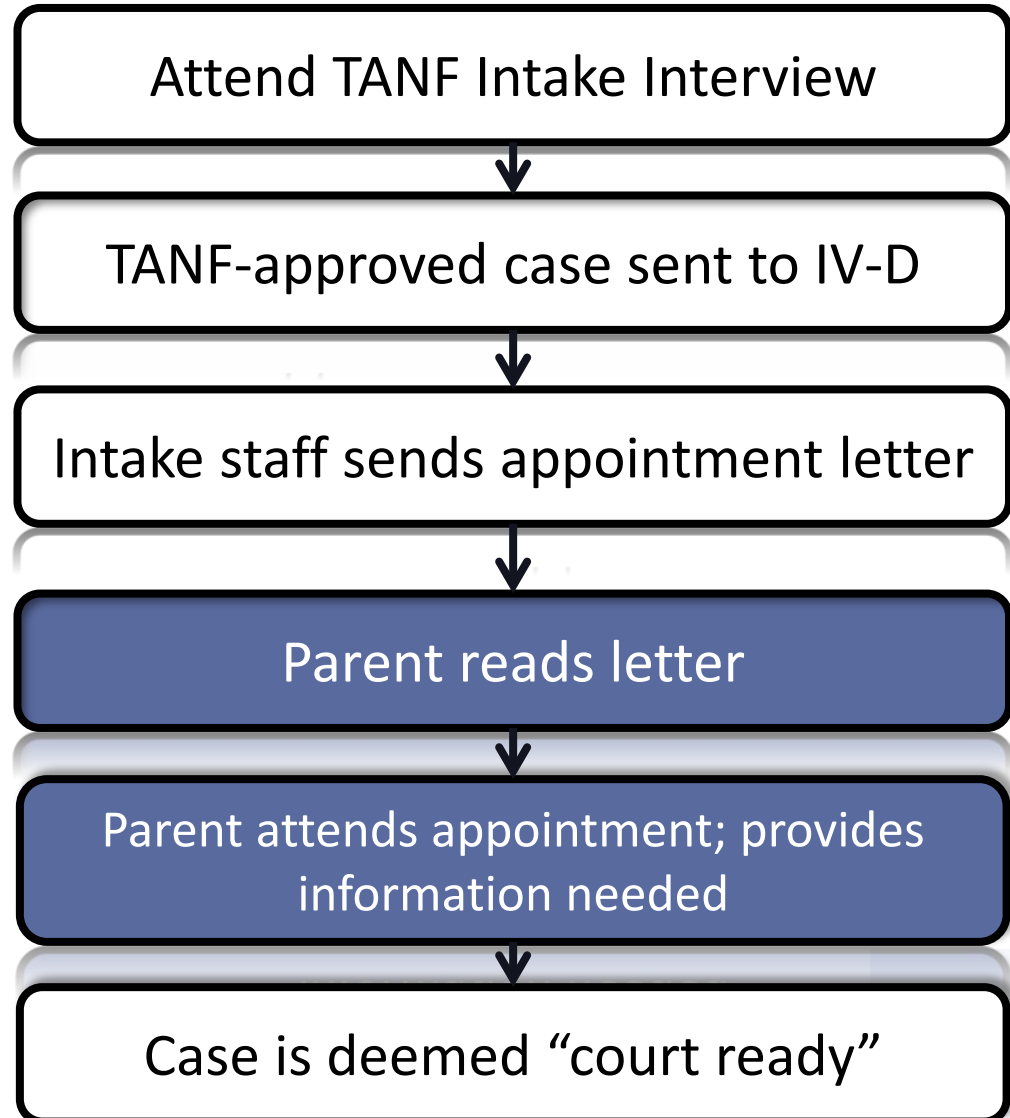 Attend TANF Intake Interview
TANF-approved case sent to IV-D
Intake staff sends appointment letter
Parent reads letter
Parent attends appointment; provides
information needed
Case is deemed “court ready”